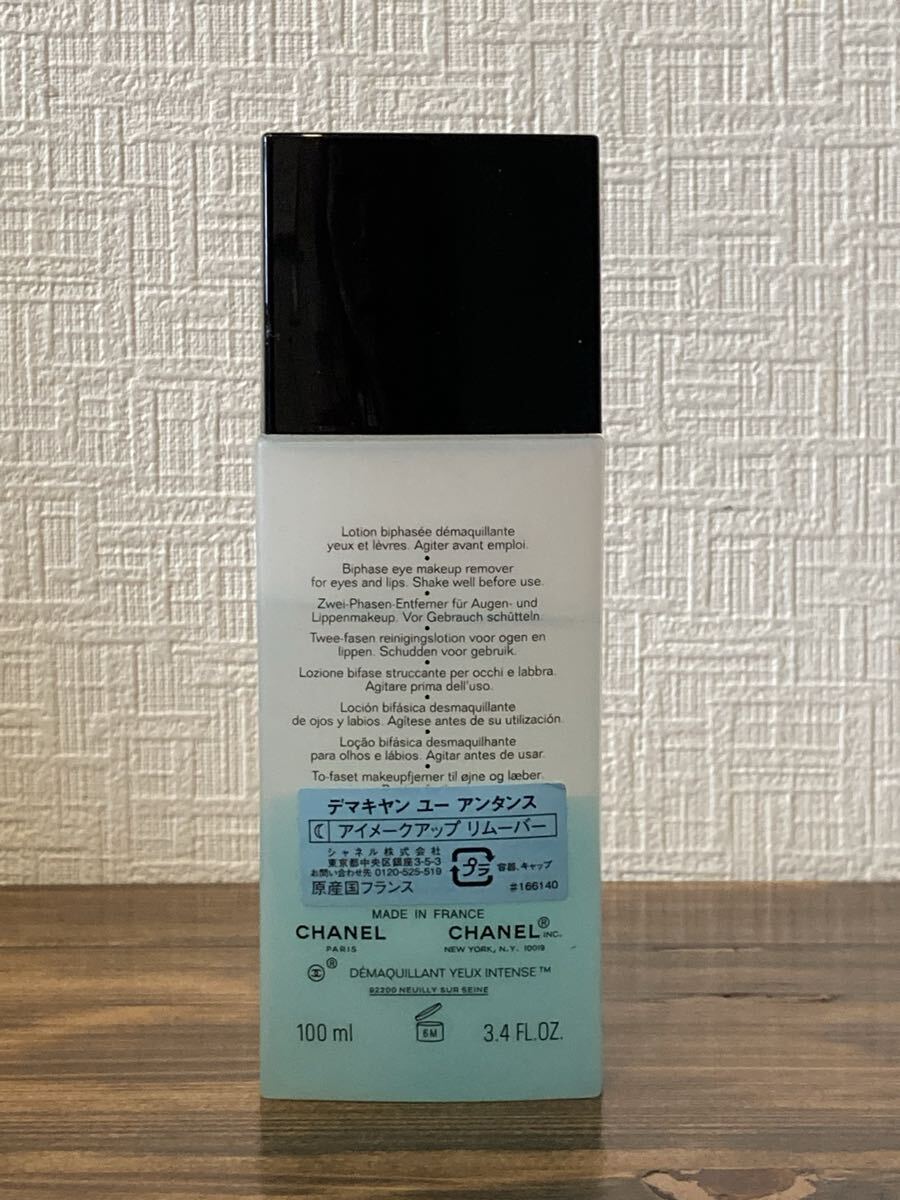 Lotion biphasée démaquillante
yeux et lèvres. Agiter avant emploi.
•
Biphase eye makeup remover
for eyes and lips. Shake well before use.
•
Zwei-Phasen-Entferner für Augen- und
Lippenmakeup. Vor Gebrauch schütteln.
•
Twee-fasen reinigingslotion voor ogen en
lippen. Schudden voor gebruik.
•
Lozione bifase struccante per occhi e labbra.
Agitare prima dell'uso.
•
Loción bifásica desmaquillante
de ojos y labios. Agítese antes de su utilización.
•
Loção bifásica desmaquilhante
para olhos e lábios. Agitar antes de usar.
•
To-faset makeupfjerner til øjne og læber.
デマキヤン ユー アンタンス
アイメークアップ リムーバー
シャネル株式会社
東京都中央区銀座3-5-3
お問い合わせ先 0120-525-519
原産国フランス
プラ 容器、キャップ
#166140
MADE IN FRANCE
CHANEL CHANEL® INC.
PARIS NEW YORK, N.Y. 10019
® DÉMAQUILLANT YEUX INTENSE™
92200 NEUILLY SUR SEINE
100 ml 6M 3.4 FL.OZ.